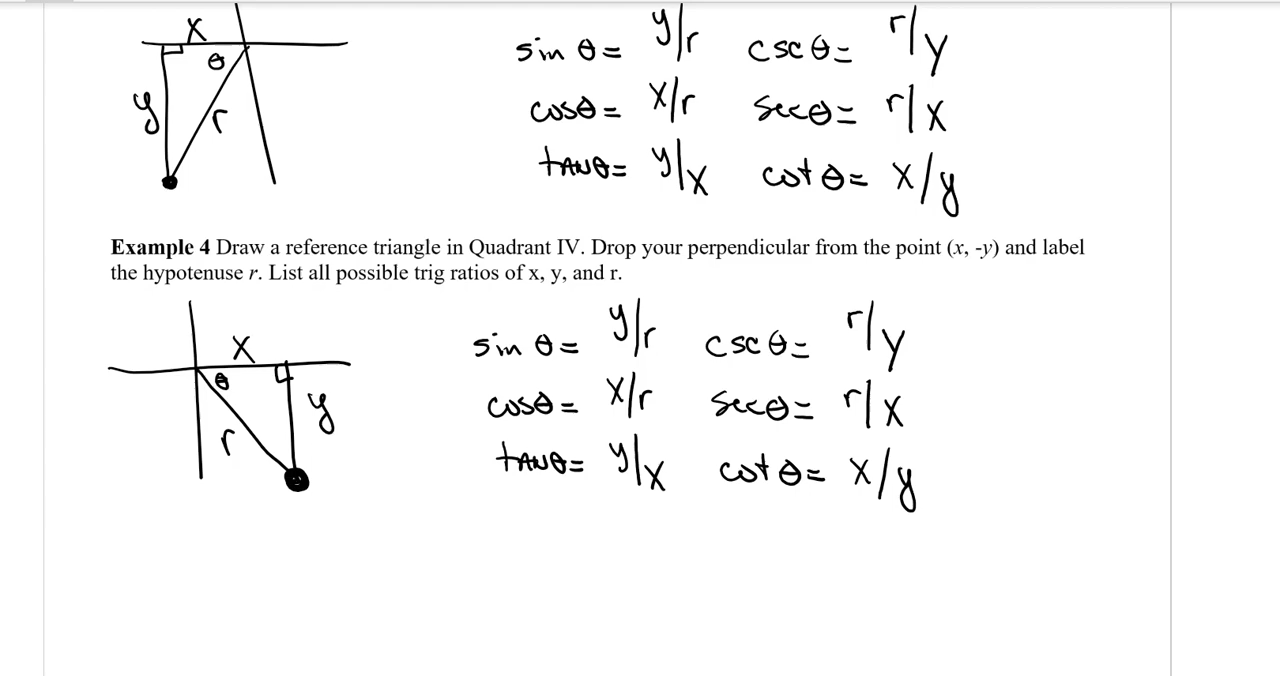 x
θ
y
r
sin θ = y/r csc θ = r/y
cos θ = x/r sec θ = r/x
tan θ = y/x cot θ = x/y
Example 4 Draw a reference triangle in Quadrant IV. Drop your perpendicular from the point (x, -y) and label
the hypotenuse r. List all possible trig ratios of x, y, and r.
x
θ
y
r
sin θ = y/r csc θ = r/y
cos θ = x/r sec θ = r/x
tan θ = y/x cot θ = x/y